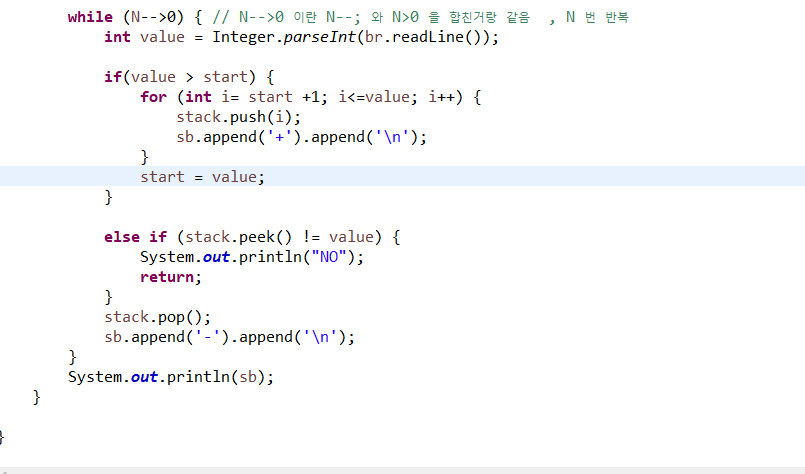 while (N-->0) { // N-->0 이란 N--; 와 N>0 을 합친거랑 같음  , N 번 반복
int value = Integer.parseInt(br.readLine());
if(value > start) {
for (int i= start +1; i<=value; i++) {
stack.push(i);
sb.append('+').append('\n');
}
start = value;
}
else if (stack.peek() != value) {
System.out.println("NO");
return;
}
stack.pop();
sb.append('-').append('\n');
}
System.out.println(sb);
}
}